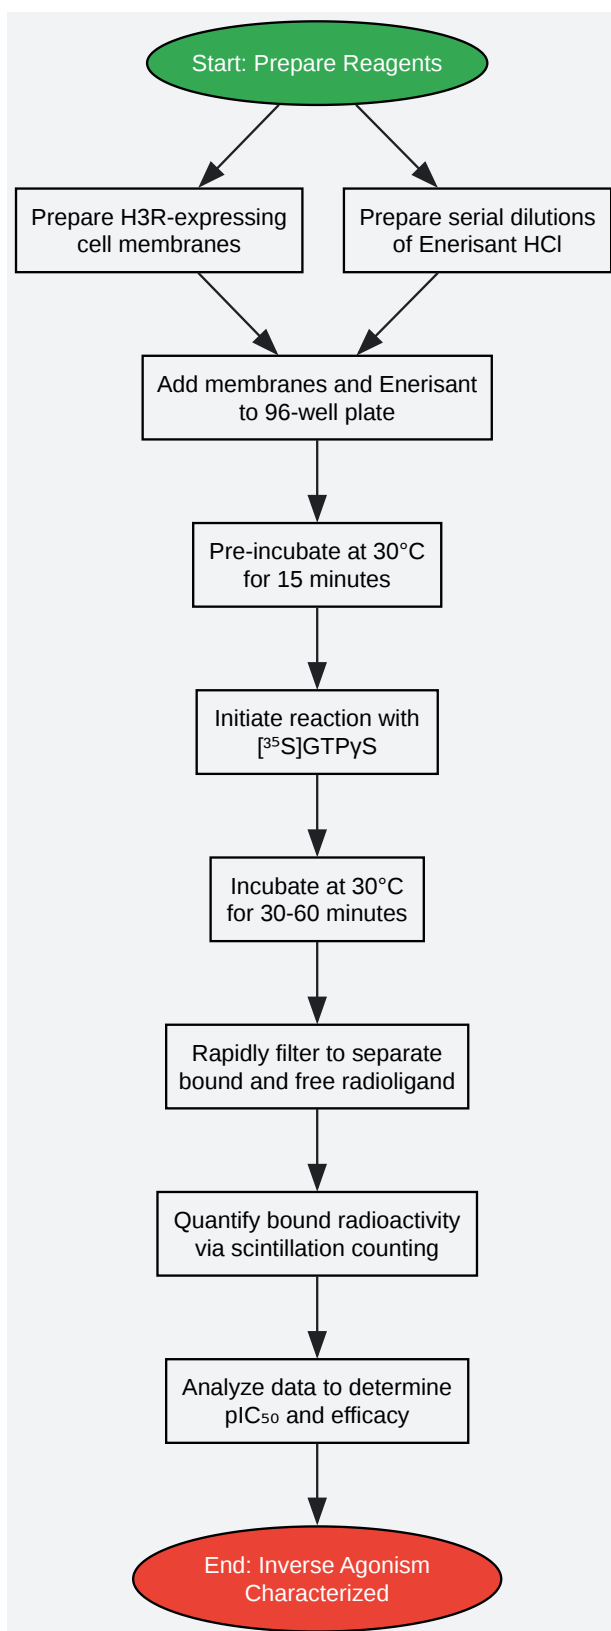 Start: Prepare Reagents
Prepare H3R-expressing
cell membranes
Prepare serial dilutions
of Enerisant HCl
Add membranes and Enerisant
to 96-well plate
Pre-incubate at 30°C
for 15 minutes
Initiate reaction with
[³⁵S]GTPγS
Incubate at 30°C
for 30-60 minutes
Rapidly filter to separate
bound and free radioligand
Quantify bound radioactivity
via scintillation counting
Analyze data to determine
pIC₅₀ and efficacy
End: Inverse Agonism
Characterized